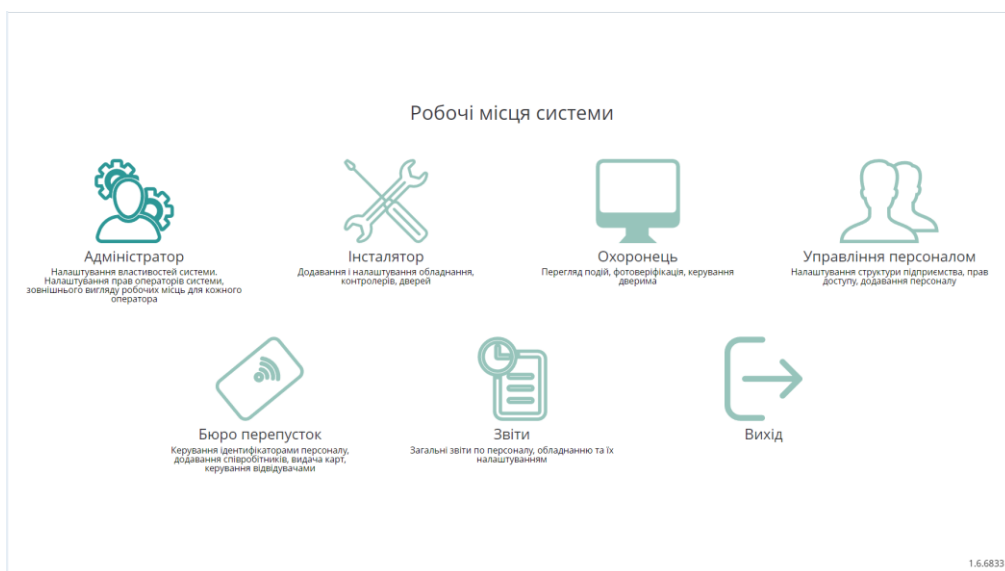 Робочі місця системи
Адміністратор
Налаштування властивостей системи.
Налаштування прав операторів системи,
зовнішнього вигляду робочих місць для кожного
оператора
Інсталятор
Додавання і налаштування обладнання,
контролерів, дверей
Охоронець
Перегляд подій, фотоверіфікація, керування
дверима
Управління персоналом
Налаштування структури підприємства, прав
доступу, додавання персоналу
Бюро перепусток
Керування ідентифікаторами персоналу,
додавання співробітників, видача карт,
керування відвідувачами
Звіти
Загальні звіти по персоналу, обладнанню та їх
налаштуванням
Вихід
1.6.6833